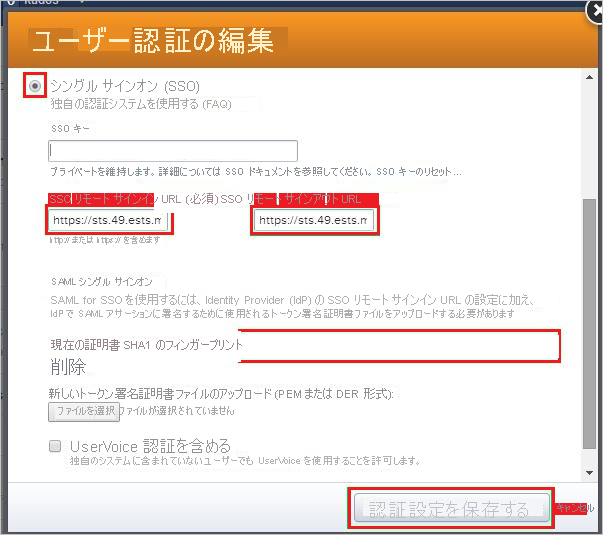 ユーザー認証の編集
シングル サインオン (SSO)
独自の認証システムを使用する (FAQ)
SSO キー
プライベートを維持します。詳細については SSO ドキュメントを参照してください。SSO キーのリセット...
SSO リモート サインイン URL (必須) SSO リモート サインアウト URL
https://sts.49.ests.m https://sts.49.ests.m
http:// または https:// を含めます
SAML シングル サインオン
SAML for SSO を使用するには、Identity Provider (IdP) の SSO リモート サインイン URL の設定に加え、
IdP で SAML アサーションに署名するために使用されるトークン署名証明書ファイルをアップロードする必要があります
現在の証明書 SHA1 のフィンガープリント
削除
新しいトークン署名証明書ファイルのアップロード (PEM または DER 形式):
ファイルを選択 ファイルが選択されていません
UserVoice 認証を含める
独自のシステムに含まれていないユーザーでも UserVoice を使用することを許可します。
認証設定を保存する キャンセル